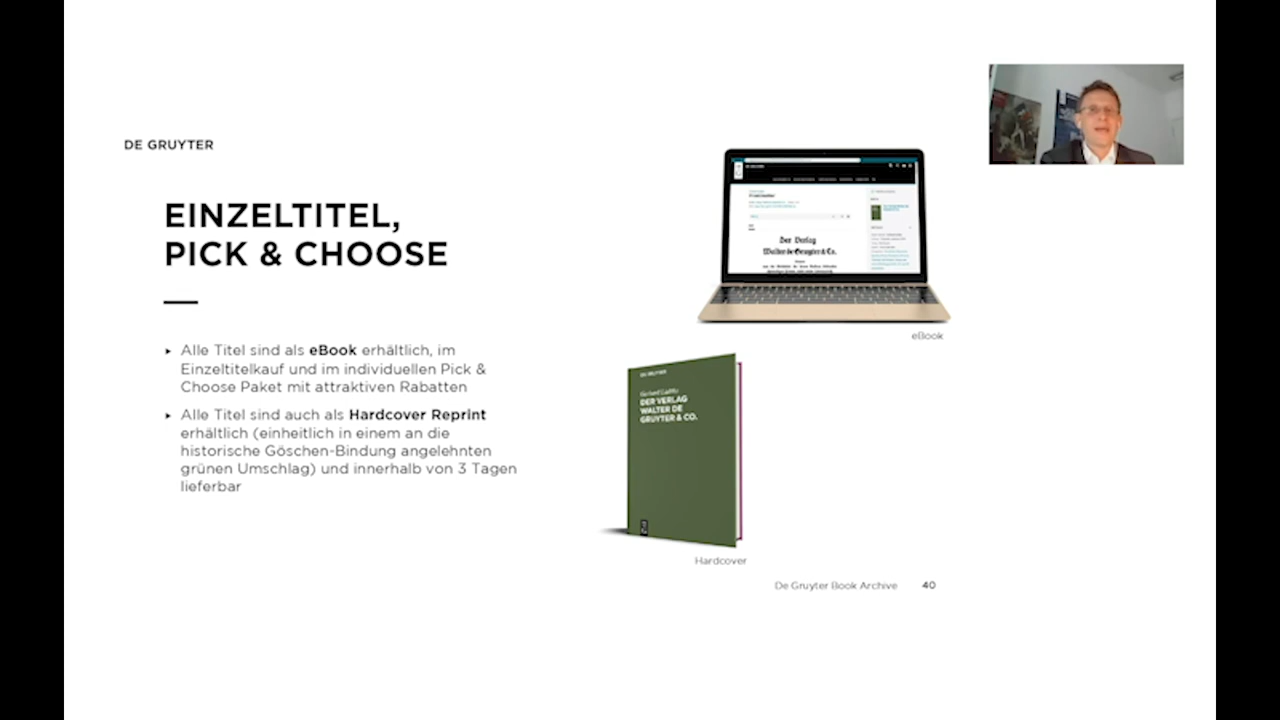 DE GRUYTER
EINZELTITEL,
PICK & CHOOSE
▸ Alle Titel sind als eBook erhältlich, im
Einzeltitelkauf und im individuellen Pick &
Choose Paket mit attraktiven Rabatten
▸ Alle Titel sind auch als Hardcover Reprint
erhältlich (einheitlich in einem an die
historische Göschen-Bindung angelehnten
grünen Umschlag) und innerhalb von 3 Tagen
lieferbar
Der Verlag
Walter de Gruyter & Co.
eBook
DE GRUYTER
DER VERLAG
WALTER DE
GRUYTER & CO.
Hardcover
De Gruyter Book Archive 40